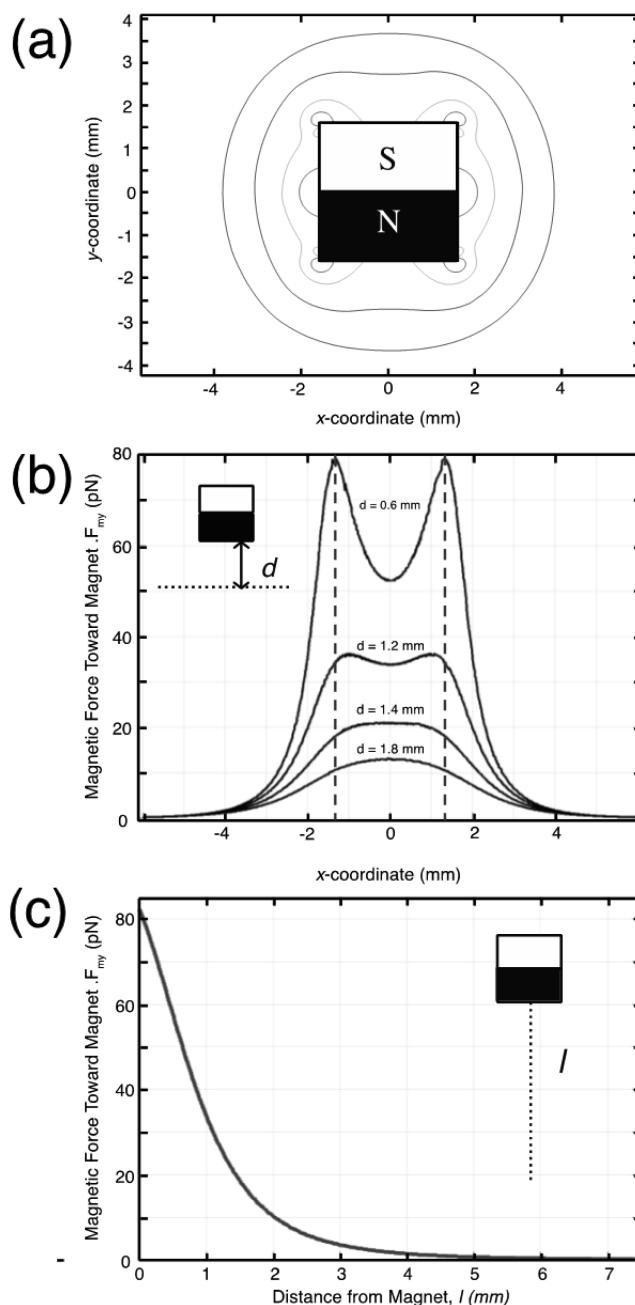 (a)
y-coordinate (mm)
4
3
2
1
0
-1
-2
-3
-4
S
N
-4 -2 0 2 4
x-coordinate (mm)
(b)
Magnetic Force Toward Magnet .Fmy (pN)
80
60
40
20
0
d
d = 0.6 mm
d = 1.2 mm
d = 1.4 mm
d = 1.8 mm
-4 -2 0 2 4
x-coordinate (mm)
(c)
Magnetic Force Toward Magnet .Fmy (pN)
80
60
40
20
0
l
0 1 2 3 4 5 6 7
Distance from Magnet, l (mm)
-